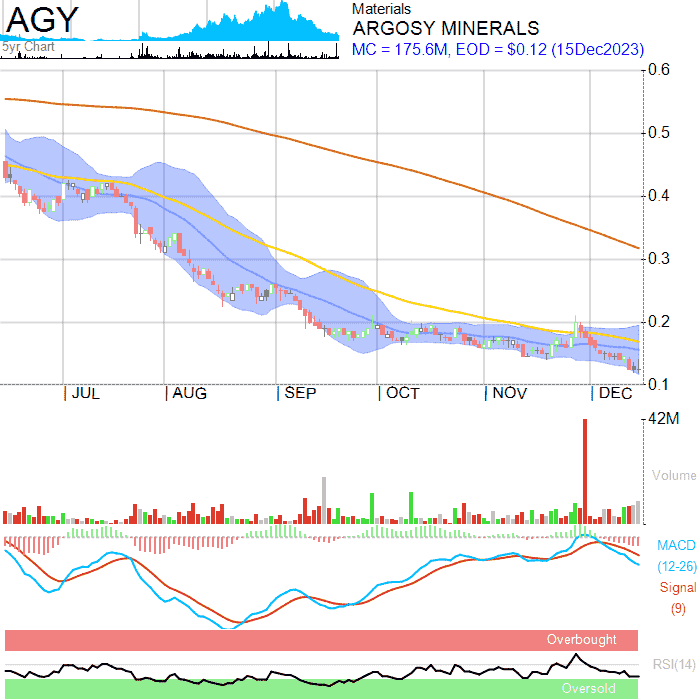 AGY
5yr Chart
Materials
ARGOSY MINERALS
MC = 175.6M, EOD = $0.12 (15Dec2023)
0.6
0.5
0.4
0.3
0.2
0.1
JUL
AUG
SEP
OCT
NOV
DEC
42M
Volume
MACD
(12-26)
Signal
(9)
Overbought
RSI(14)
Oversold